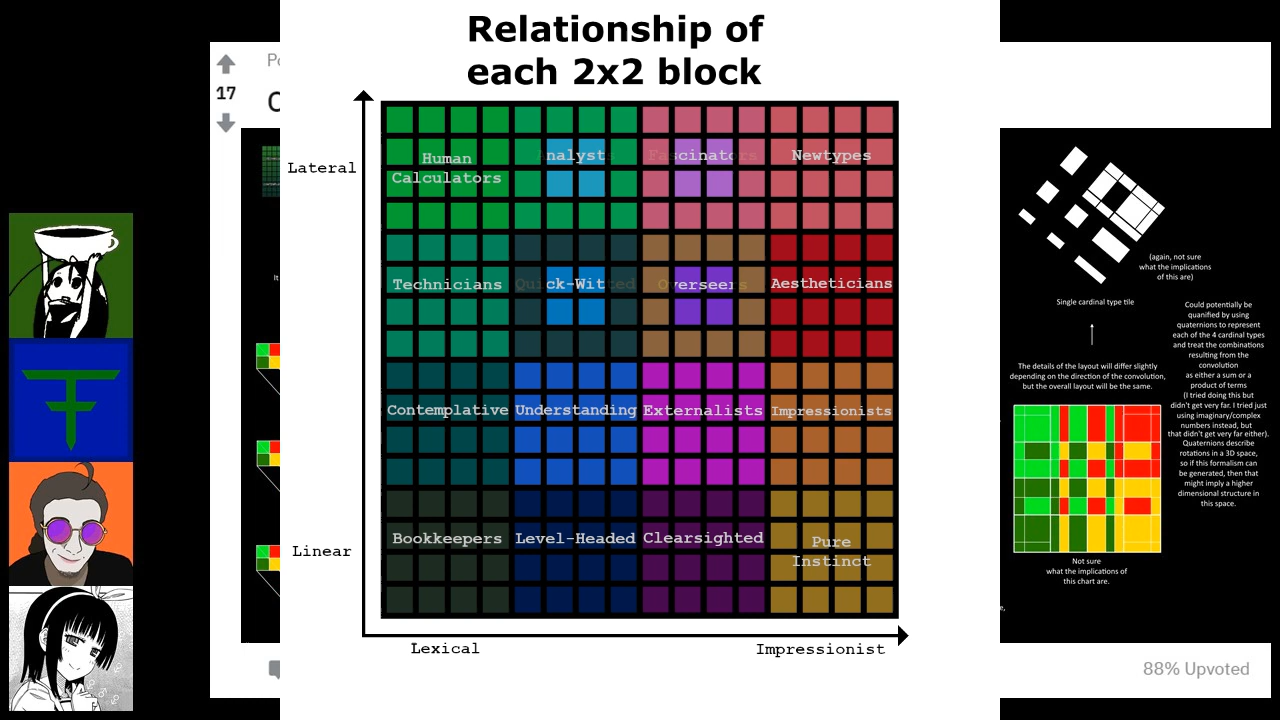 Relationship of
each 2x2 block
17
Lateral
Human
Calculators
Analyst
Fascinators
Newtypes
Technicians
Quick-Witted
Overseers
Aestheticians
Contemplative
Understanding
Externalists
Impressionists
Linear
Bookkeepers
Level-Headed
Clearsighted
Pure
Instinct
Lexical
Impressionist
It
(again, not sure
what the implications
of this are)
Single cardinal type tile
The details of the layout will differ slightly
depending on the direction of the convolution,
but the overall layout will be the same.
Could potentially be
quanified by using
quaternions to represent
each of the 4 cardinal types
and treat the combinations
resulting from the
convolution
as either a sum or a
product of terms
(I tried doing this but
didn't get very far. I tried just
using imaginary/complex
numbers instead, but
that didn't get very far either).
Quaternions describe
rotations in a 3D space,
so if this formalism can
be generated, then that
might imply a higher
dimensional structure in
this space.
Not sure
what the implications of
this chart are.
88% Upvoted